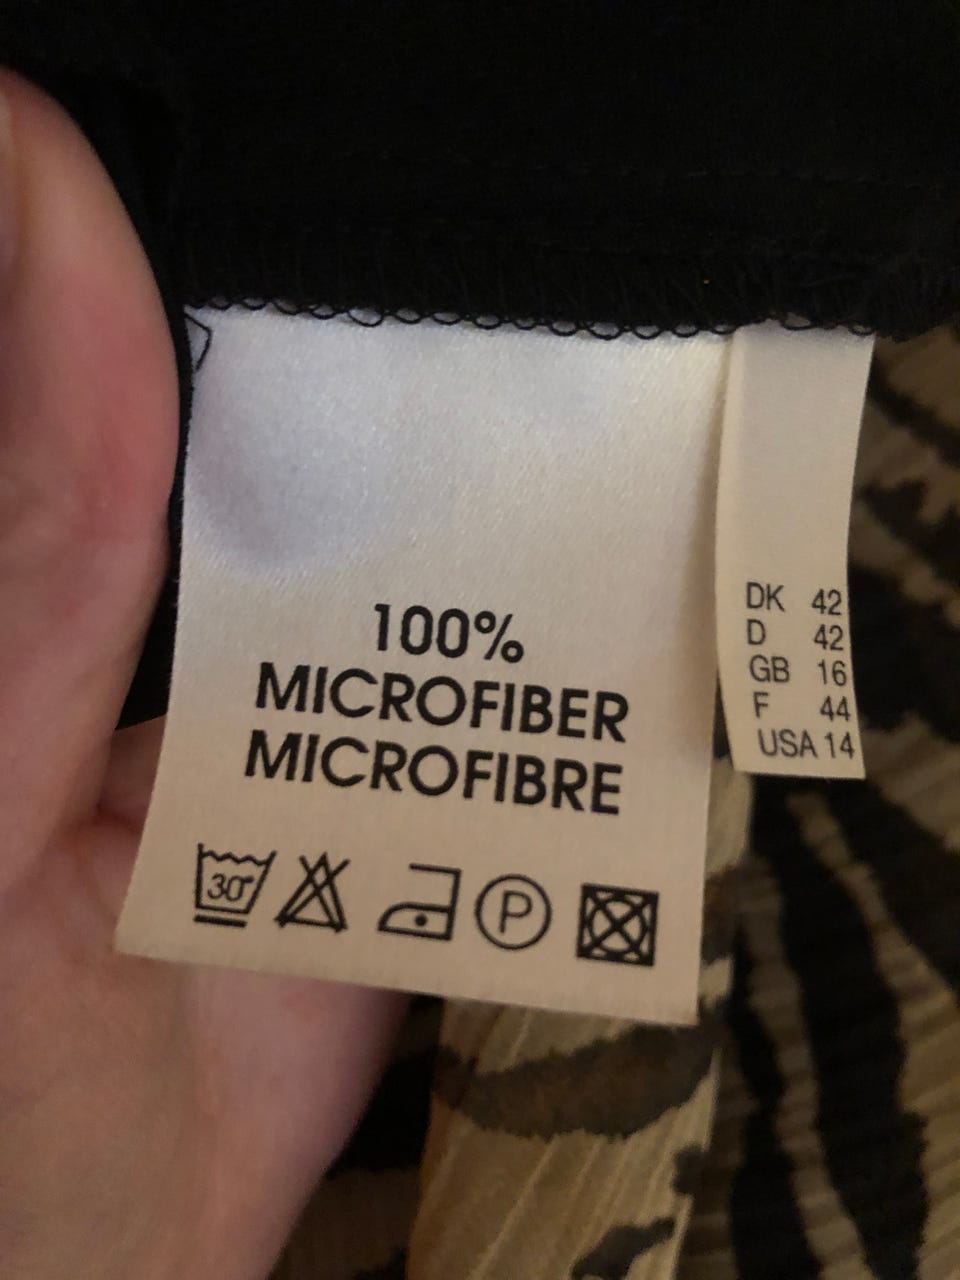 100%
MICROFIBER
MICROFIBRE
30°
P
DK 42
D 42
GB 16
F 44
USA 14